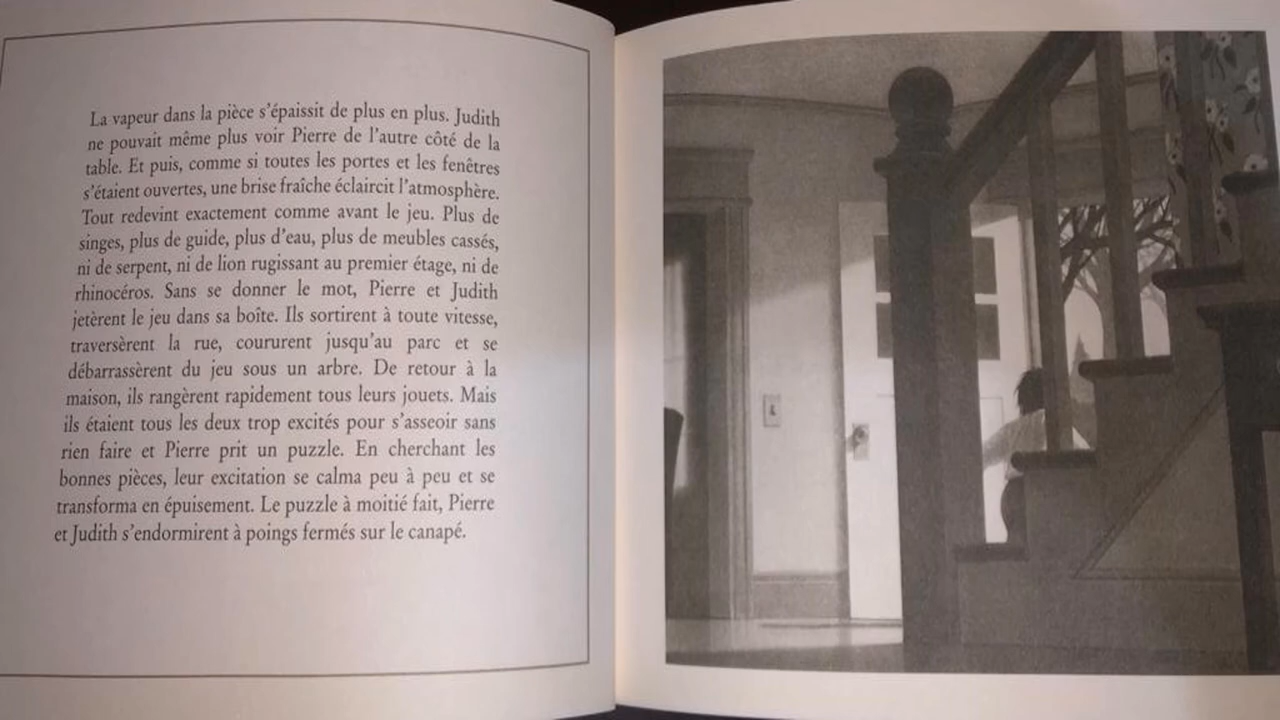 La vapeur dans la pièce s'épaissit de plus en plus. Judith
ne pouvait même plus voir Pierre de l'autre côté de la
table. Et puis, comme si toutes les portes et les fenêtres
s'étaient ouvertes, une brise fraîche éclaircit l'atmosphère.
Tout redevint exactement comme avant le jeu. Plus de
singes, plus de guide, plus d'eau, plus de meubles cassés,
ni de serpent, ni de lion rugissant au premier étage, ni de
rhinocéros. Sans se donner le mot, Pierre et Judith
jetèrent le jeu dans sa boîte. Ils sortirent à toute vitesse,
traversèrent la rue, coururent jusqu'au parc et se
débarrassèrent du jeu sous un arbre. De retour à la
maison, ils rangèrent rapidement tous leurs jouets. Mais
ils étaient tous les deux trop excités pour s'asseoir sans
rien faire et Pierre prit un puzzle. En cherchant les
bonnes pièces, leur excitation se calma peu à peu et se
transforma en épuisement. Le puzzle à moitié fait, Pierre
et Judith s'endormirent à poings fermés sur le canapé.